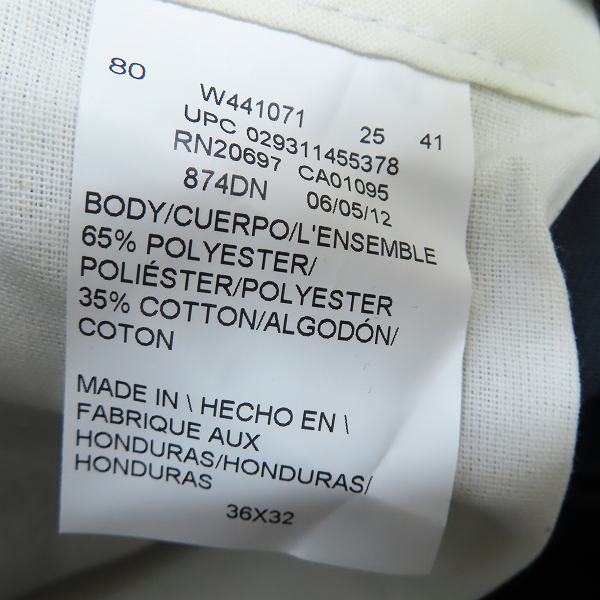 80
W441071 25 41
UPC 029311455378
RN20697 CA01095
874DN 06/05/12
BODY/CUERPO/L'ENSEMBLE
65% POLYESTER/
POLIÉSTER/POLYESTER
35% COTTON/ALGODÓN/
COTON
MADE IN \ HECHO EN \
FABRIQUE AUX
HONDURAS/HONDURAS/
HONDURAS
36X32